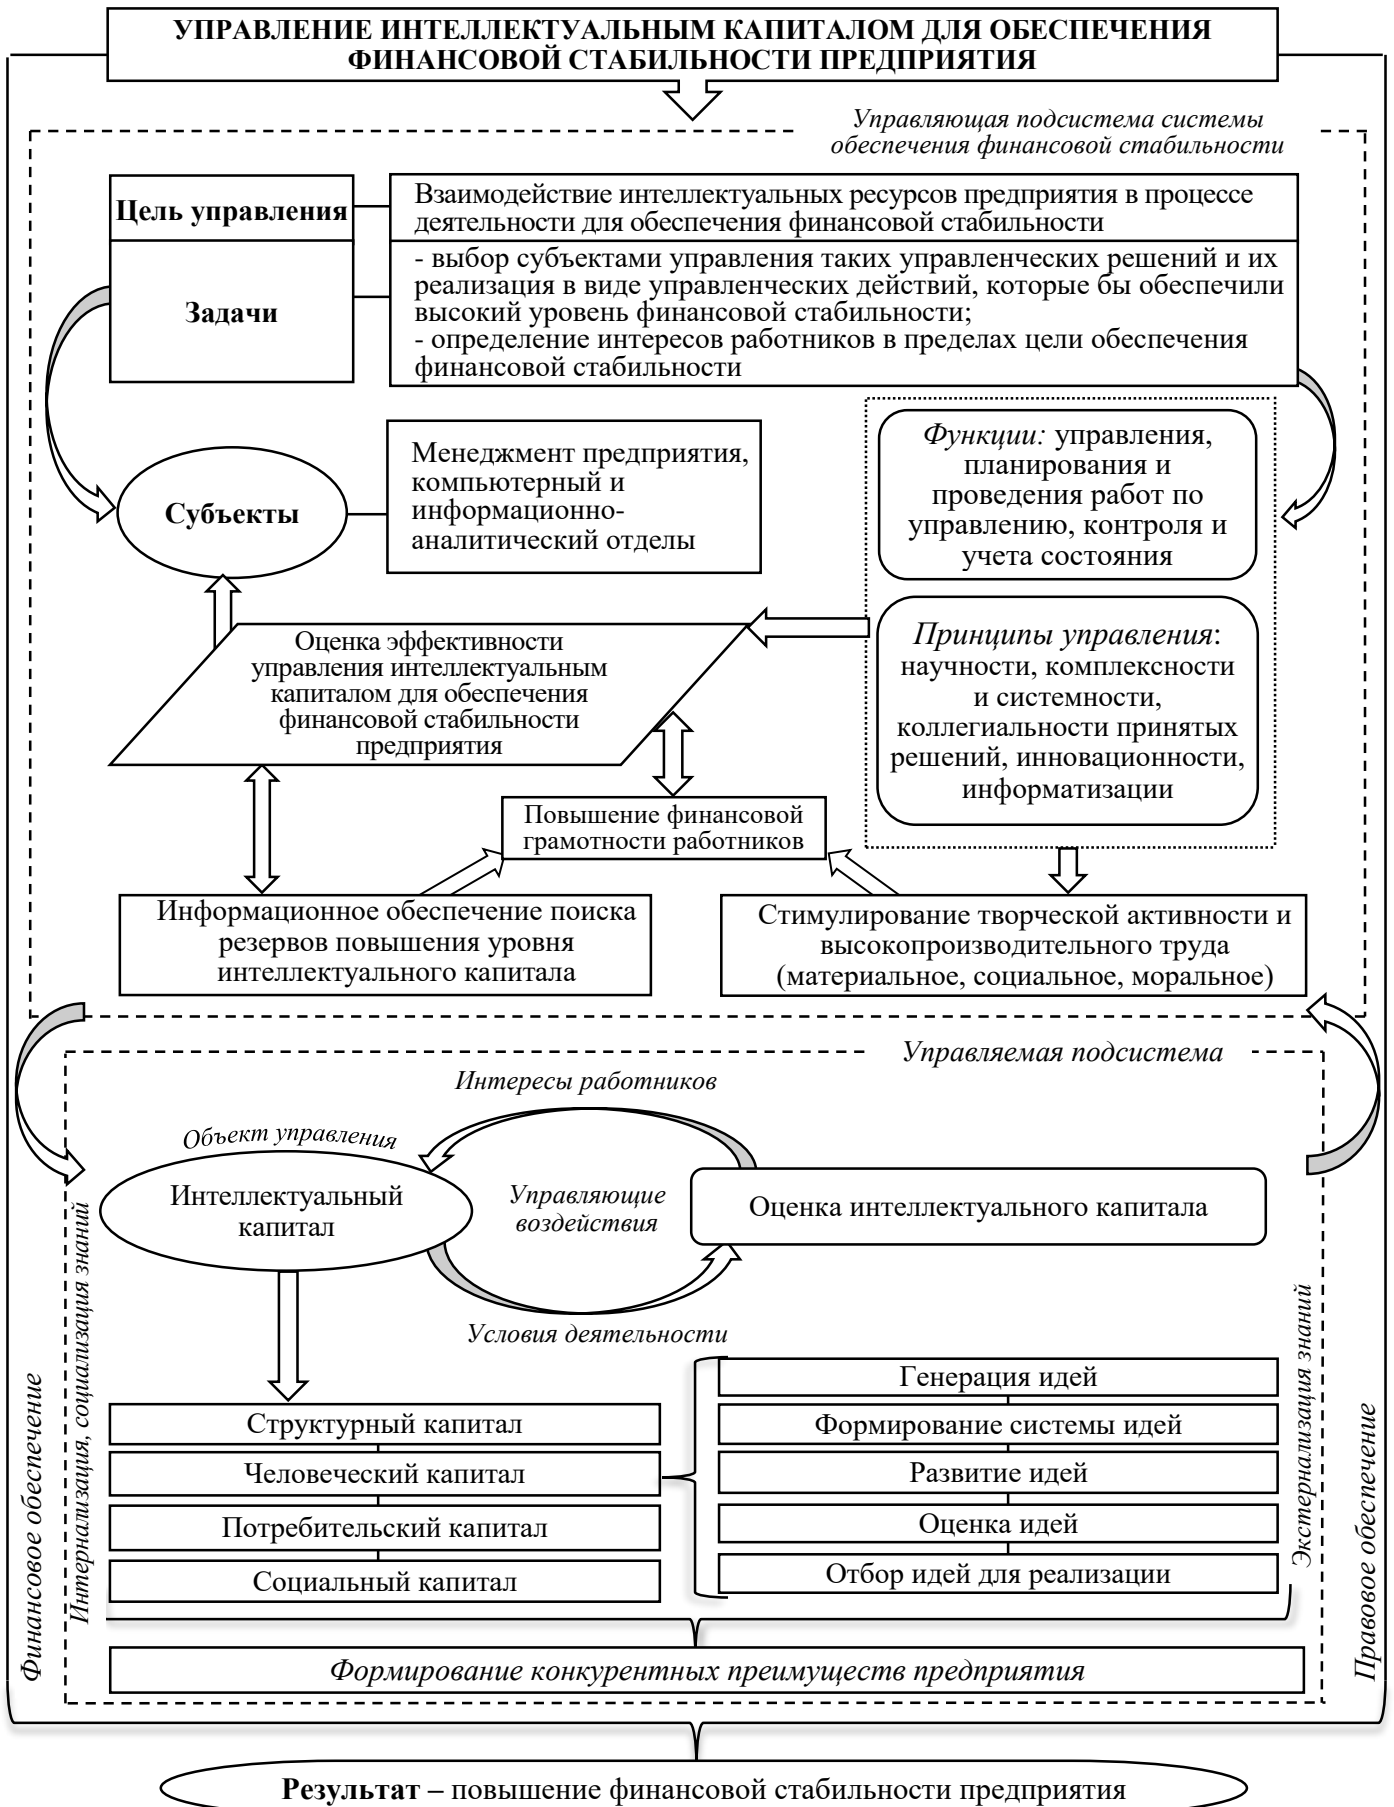 УПРАВЛЕНИЕ ИНТЕЛЛЕКТУАЛЬНЫМ КАПИТАЛОМ ДЛЯ ОБЕСПЕЧЕНИЯ
ФИНАНСОВОЙ СТАБИЛЬНОСТИ ПРЕДПРИЯТИЯ
Управляющая подсистема системы
обеспечения финансовой стабильности
Цель управления
Взаимодействие интеллектуальных ресурсов предприятия в процессе
деятельности для обеспечения финансовой стабильности
Задачи
- выбор субъектами управления таких управленческих решений и их
реализация в виде управленческих действий, которые бы обеспечили
высокий уровень финансовой стабильности;
- определение интересов работников в пределах цели обеспечения
финансовой стабильности
Субъекты
Менеджмент предприятия,
компьютерный и
информационно-
аналитический отделы
Функции: управления,
планирования и
проведения работ по
управлению, контроля и
учета состояния
Принципы управления:
научности, комплексности
и системности,
коллегиальности принятых
решений, инновационности,
информатизации
Оценка эффективности
управления интеллектуальным
капиталом для обеспечения
финансовой стабильности
предприятия
Повышение финансовой
грамотности работников
Информационное обеспечение поиска
резервов повышения уровня
интеллектуального капитала
Стимулирование творческой активности и
высокопроизводительного труда
(материальное, социальное, моральное)
Управляемая подсистема
Интересы работников
Объект управления
Интеллектуальный
капитал
Управляющие
воздействия
Оценка интеллектуального капитала
Условия деятельности
Финансовое обеспечение
Интернализация, социализация знаний
Структурный капитал
Человеческий капитал
Потребительский капитал
Социальный капитал
Генерация идей
Формирование системы идей
Развитие идей
Оценка идей
Отбор идей для реализации
Экстернализация знаний
Правовое обеспечение
Формирование конкурентных преимуществ предприятия
Результат – повышение финансовой стабильности предприятия